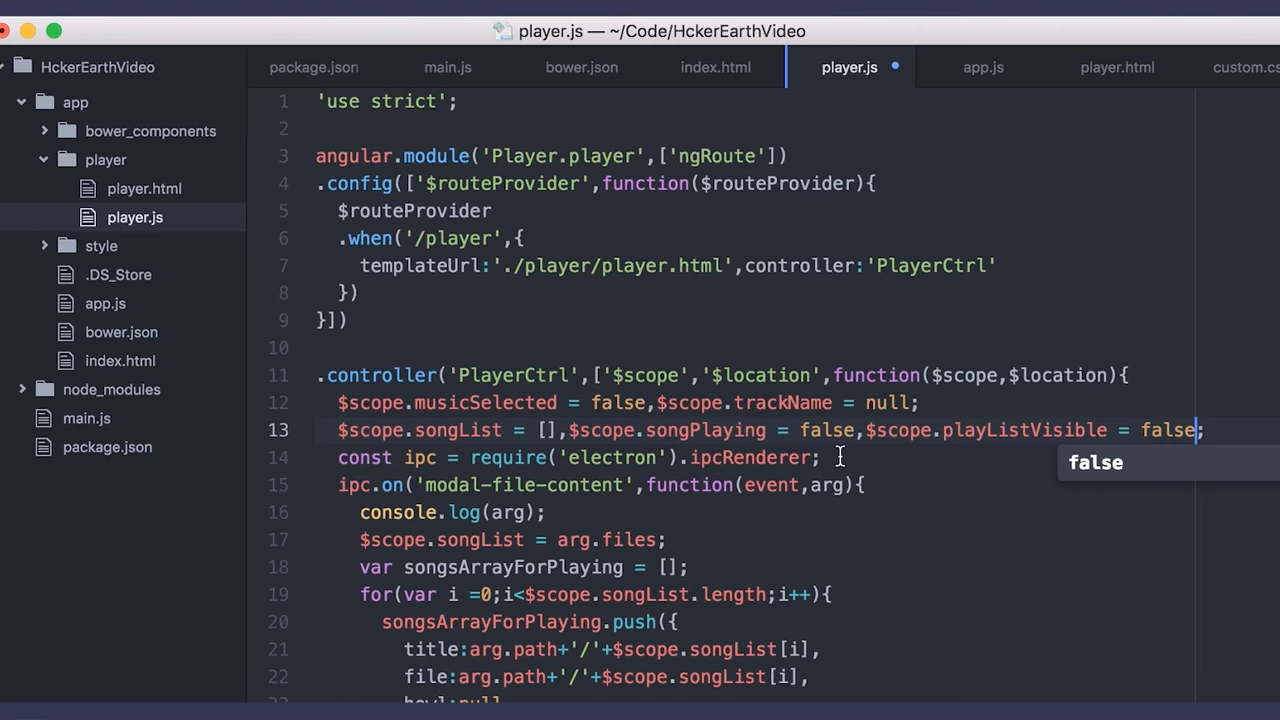 player.js — ~/Code/HckerEarthVideo
HckerEarthVideo
app
bower_components
player
player.html
player.js
style
.DS_Store
app.js
bower.json
index.html
node_modules
main.js
package.json
package.json main.js bower.json index.html player.js app.js player.html custom.cs
1 'use strict';
2
3 angular.module('Player.player',['ngRoute'])
4 .config(['$routeProvider',function($routeProvider){
5 $routeProvider
6 .when('/player',{
7 templateUrl:'./player/player.html',controller:'PlayerCtrl'
8 })
9 }])
10
11 .controller('PlayerCtrl',['$scope','$location',function($scope,$location){
12 $scope.musicSelected = false,$scope.trackName = null;
13 $scope.songList = [],$scope.songPlaying = false,$scope.playListVisible = false;
14 const ipc = require('electron').ipcRenderer;
false
15 ipc.on('modal-file-content',function(event,arg){
16 console.log(arg);
17 $scope.songList = arg.files;
18 var songsArrayForPlaying = [];
19 for(var i =0;i<$scope.songList.length;i++){
20 songsArrayForPlaying.push({
21 title:arg.path+'/'+$scope.songList[i],
22 file:arg.path+'/'+$scope.songList[i],
23 howl:null